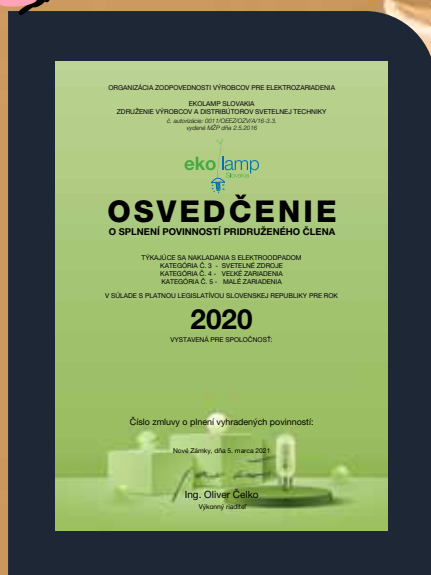 ORGANIZÁCIA ZODPOVEDNOSTI VÝROBCOV PRE ELEKTROZARIADENIA
EKOLAMP SLOVAKIA
ZDRUŽENIE VÝROBCOV A DISTRIBÚTOROV SVETELNEJ TECHNIKY
č. autorizácie: 0011/OEEZ/OZV/A/16-3.3.
vydené MŽP dňa 2.5.2016
eko lamp
Slovakia
OSVEDČENIE
O SPLNENÍ POVINNOSTÍ PRIDRUŽENÉHO ČLENA
TÝKAJÚCE SA NAKLADANIA S ELEKTROODPADOM
KATEGÓRIA Č. 3 - SVETELNÉ ZDROJE
KATEGÓRIA Č. 4 - VEĽKÉ ZARIADENIA
KATEGÓRIA Č. 5 - MALÉ ZARIADENIA
V SÚLADE S PLATNOU LEGISLATÍVOU SLOVENSKEJ REPUBLIKY PRE ROK
2020
VYSTAVENÁ PRE SPOLOČNOSŤ:
Číslo zmluvy o plnení vyhradených povinností:
Nové Zámky, dňa 5. marca 2021
Ing. Oliver Čelko
Výkonný riaditeľ